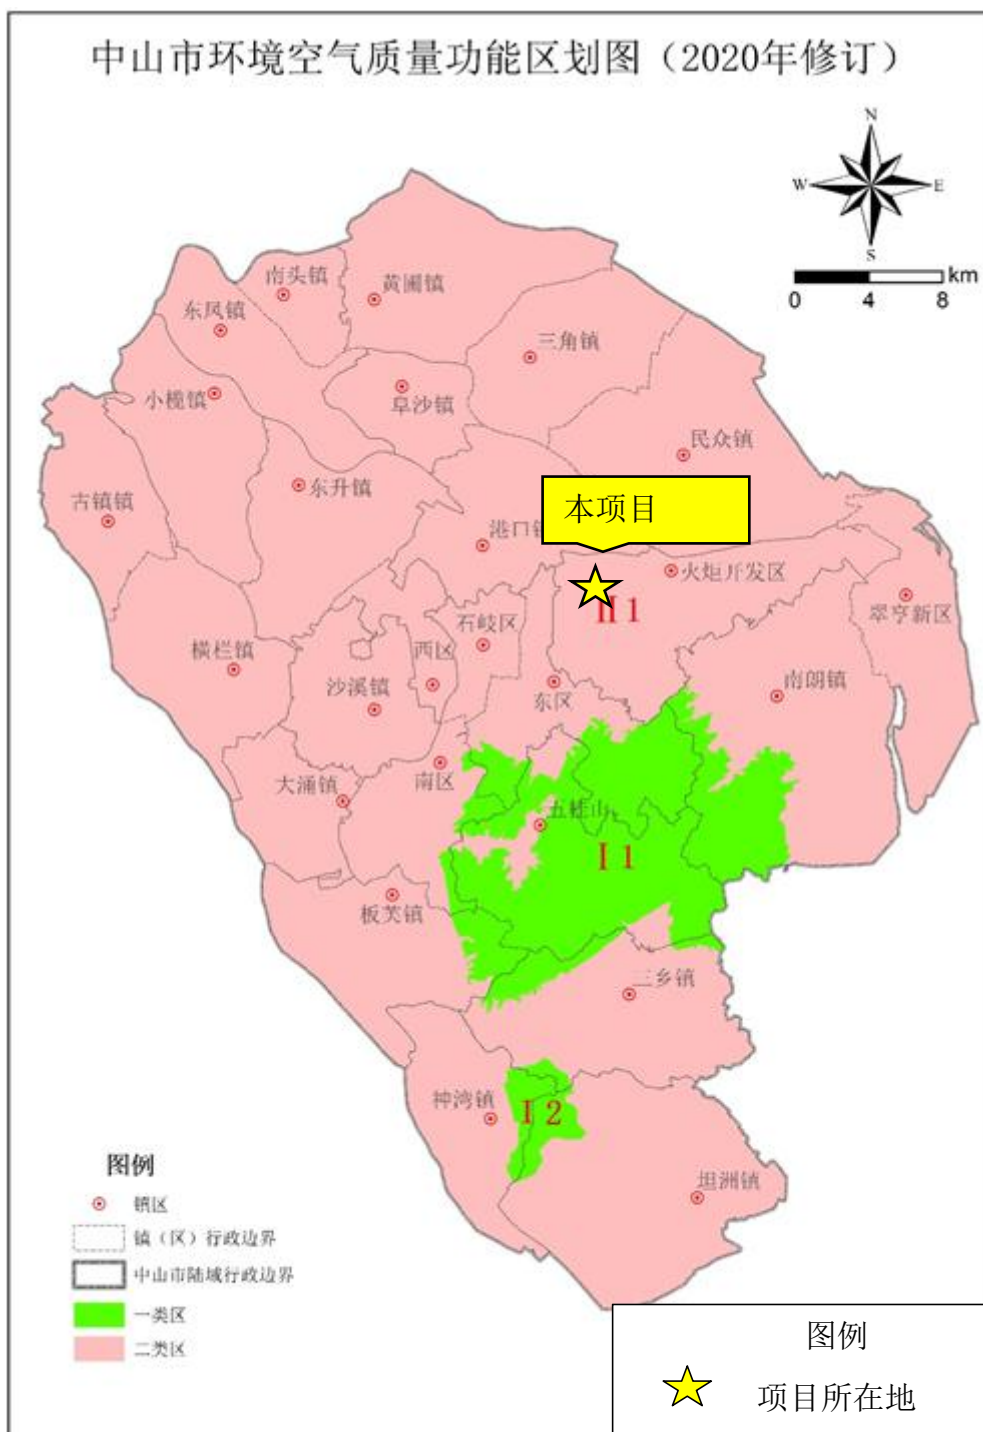 中山市环境空气质量功能区划图（2020年修订）
N
W
E
S
km
0
4
8
南头镇
黄圃镇
东凤镇
三角镇
小榄镇
阜沙镇
民众镇
东升镇
古镇镇
本项目
港口
火炬开发区
II 1
翠亨新区
石岐区
西区
横栏镇
沙溪镇
东区
南朗镇
南区
大涌镇
五桂山
I 1
板芙镇
三乡镇
神湾镇
I 2
坦洲镇
图例
镇区
镇（区）行政边界
中山市陆域行政边界
一类区
二类区
图例
项目所在地